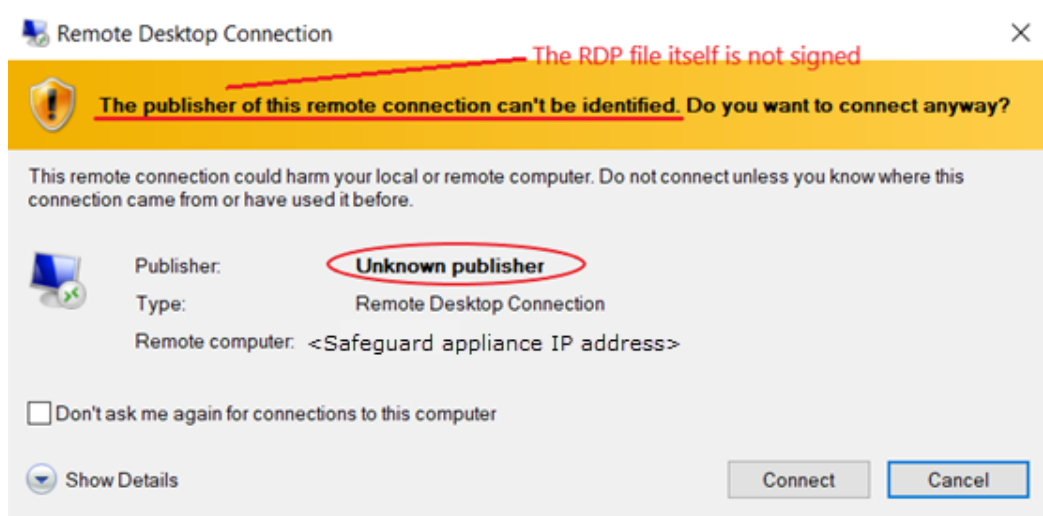 Remote Desktop Connection
The RDP file itself is not signed
The publisher of this remote connection can't be identified. Do you want to connect anyway?
This remote connection could harm your local or remote computer. Do not connect unless you know where this
connection came from or have used it before.
Publisher: Unknown publisher
Type: Remote Desktop Connection
Remote computer: <Safeguard appliance IP address>
Don't ask me again for connections to this computer
Show Details Connect Cancel